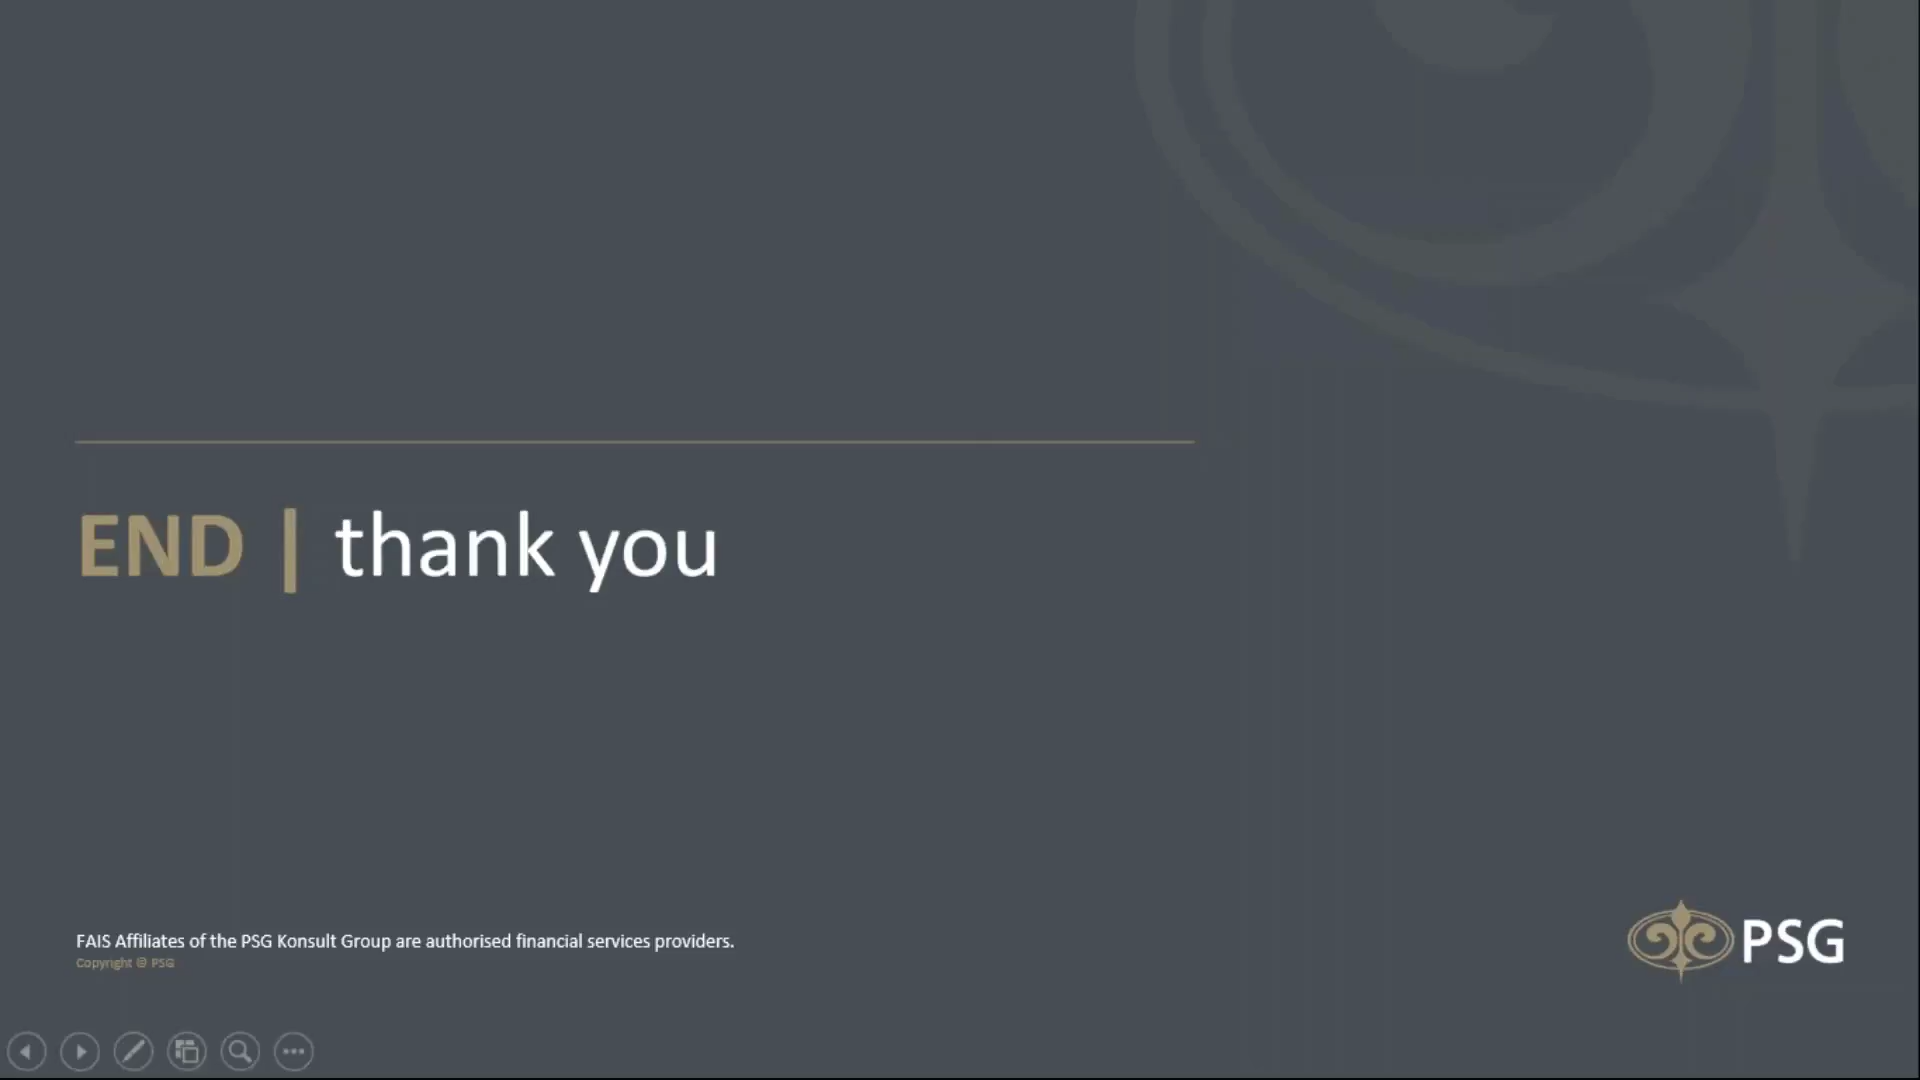 END | thank you
FAIS Affiliates of the PSG Konsult Group are authorised financial services providers.
Copyright © PSG
PSG